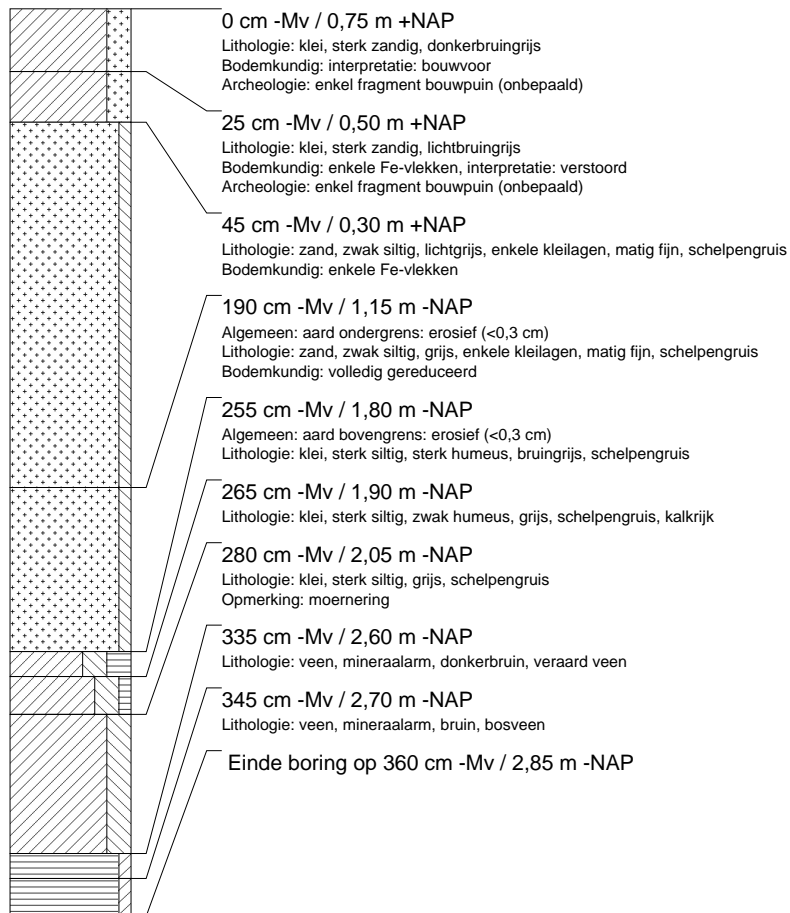 0 cm -Mv / 0,75 m +NAP
Lithologie: klei, sterk zandig, donkerbruingrijs
Bodemkundig: interpretatie: bouwvoor
Archeologie: enkel fragment bouwpuin (onbepaald)
25 cm -Mv / 0,50 m +NAP
Lithologie: klei, sterk zandig, lichtbruingrijs
Bodemkundig: enkele Fe-vlekken, interpretatie: verstoord
Archeologie: enkel fragment bouwpuin (onbepaald)
45 cm -Mv / 0,30 m +NAP
Lithologie: zand, zwak siltig, lichtgrijs, enkele kleilagen, matig fijn, schelpengruis
Bodemkundig: enkele Fe-vlekken
190 cm -Mv / 1,15 m -NAP
Algemeen: aard ondergrens: erosief (<0,3 cm)
Lithologie: zand, zwak siltig, grijs, enkele kleilagen, matig fijn, schelpengruis
Bodemkundig: volledig gereduceerd
255 cm -Mv / 1,80 m -NAP
Algemeen: aard bovengrens: erosief (<0,3 cm)
Lithologie: klei, sterk siltig, sterk humeus, bruingrijs, schelpengruis
265 cm -Mv / 1,90 m -NAP
Lithologie: klei, sterk siltig, zwak humeus, grijs, schelpengruis, kalkrijk
280 cm -Mv / 2,05 m -NAP
Lithologie: klei, sterk siltig, grijs, schelpengruis
Opmerking: moernering
335 cm -Mv / 2,60 m -NAP
Lithologie: veen, mineraalarm, donkerbruin, veraard veen
345 cm -Mv / 2,70 m -NAP
Lithologie: veen, mineraalarm, bruin, bosveen
Einde boring op 360 cm -Mv / 2,85 m -NAP